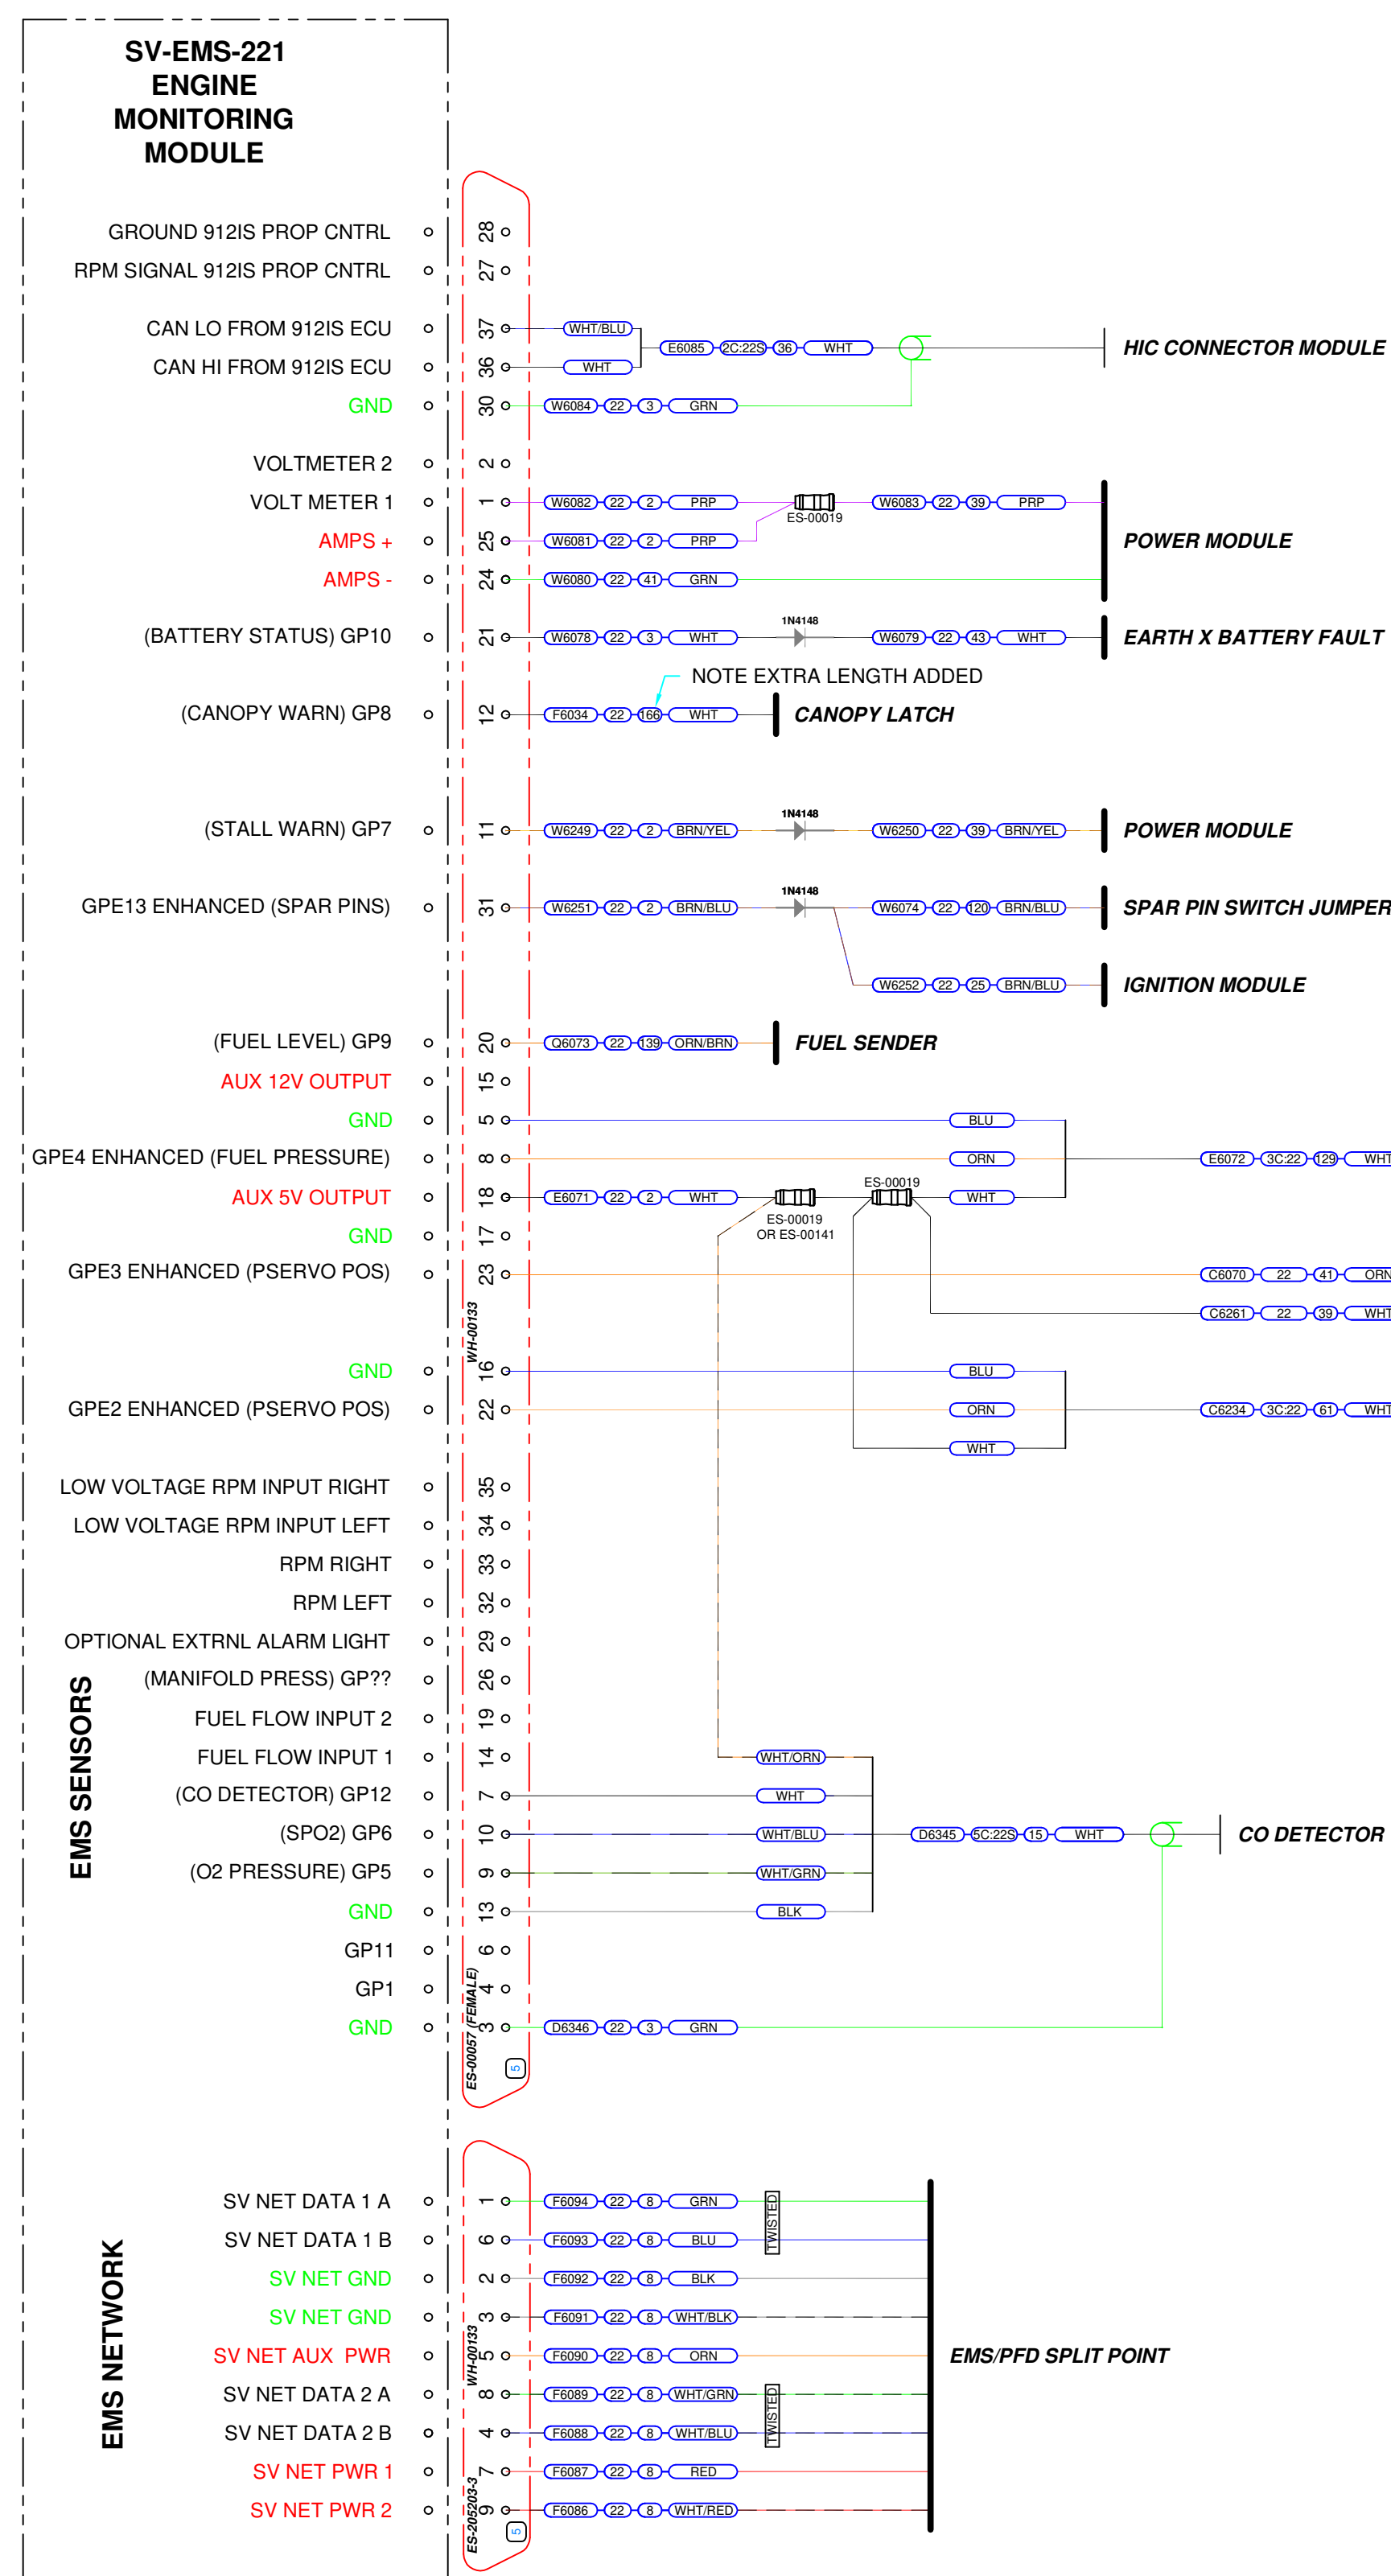 SV-EMS-221
ENGINE
MONITORING
MODULE
GROUND 912IS PROP CNTRL 28
RPM SIGNAL 912IS PROP CNTRL 27
CAN LO FROM 912IS ECU 37 WHT/BLU
E6085 2C:22S 36 WHT HIC CONNECTOR MODULE
CAN HI FROM 912IS ECU 36 WHT
GND 30 W6084 22 3 GRN
VOLTMETER 2 2
VOLT METER 1 1 W6082 22 2 PRP W6083 22 39 PRP
ES-00019
AMPS + 25 W6081 22 2 PRP POWER MODULE
AMPS - 24 W6080 22 41 GRN
1N4148
(BATTERY STATUS) GP10 21 W6078 22 3 WHT W6079 22 43 WHT EARTH X BATTERY FAULT
NOTE EXTRA LENGTH ADDED
(CANOPY WARN) GP8 12 F6034 22 166 WHT CANOPY LATCH
1N4148
(STALL WARN) GP7 11 W6249 22 2 BRN/YEL W6250 22 39 BRN/YEL POWER MODULE
1N4148
GPE13 ENHANCED (SPAR PINS) 31 W6251 22 2 BRN/BLU W6074 22 120 BRN/BLU SPAR PIN SWITCH JUMPER
W6252 22 25 BRN/BLU IGNITION MODULE
(FUEL LEVEL) GP9 20 Q6073 22 139 ORN/BRN FUEL SENDER
AUX 12V OUTPUT 15
GND 5 BLU
GPE4 ENHANCED (FUEL PRESSURE) 8 ORN E6072 3C:22 129 WHT
ES-00019
AUX 5V OUTPUT 18 E6071 22 2 WHT WHT
ES-00019
OR ES-00141
GND 17
GPE3 ENHANCED (PSERVO POS) 23 C6070 22 41 ORN
C6261 22 39 WHT
WH-00133
GND 16 BLU
GPE2 ENHANCED (PSERVO POS) 22 ORN C6234 3C:22 61 WHT
WHT
LOW VOLTAGE RPM INPUT RIGHT 35
LOW VOLTAGE RPM INPUT LEFT 34
RPM RIGHT 33
RPM LEFT 32
OPTIONAL EXTRNL ALARM LIGHT 29
(MANIFOLD PRESS) GP?? 26
FUEL FLOW INPUT 2 19
FUEL FLOW INPUT 1 14 WHT/ORN
EMS SENSORS
(CO DETECTOR) GP12 7 WHT
(SPO2) GP6 10 WHT/BLU D6345 5C:22S 15 WHT CO DETECTOR
(O2 PRESSURE) GP5 9 WHT/GRN
GND 13 BLK
GP11 6
GP1 4
GND 3 D6346 22 3 GRN
ES-00057 (FEMALE)
5
SV NET DATA 1 A 1 F6094 22 8 GRN
TWISTED
SV NET DATA 1 B 6 F6093 22 8 BLU
SV NET GND 2 F6092 22 8 BLK
SV NET GND 3 F6091 22 8 WHT/BLK
EMS NETWORK
WH-00133
SV NET AUX PWR 5 F6090 22 8 ORN EMS/PFD SPLIT POINT
SV NET DATA 2 A 8 F6089 22 8 WHT/GRN
TWISTED
SV NET DATA 2 B 4 F6088 22 8 WHT/BLU
SV NET PWR 1 7 F6087 22 8 RED
SV NET PWR 2 9 F6086 22 8 WHT/RED
ES-205203-3
5